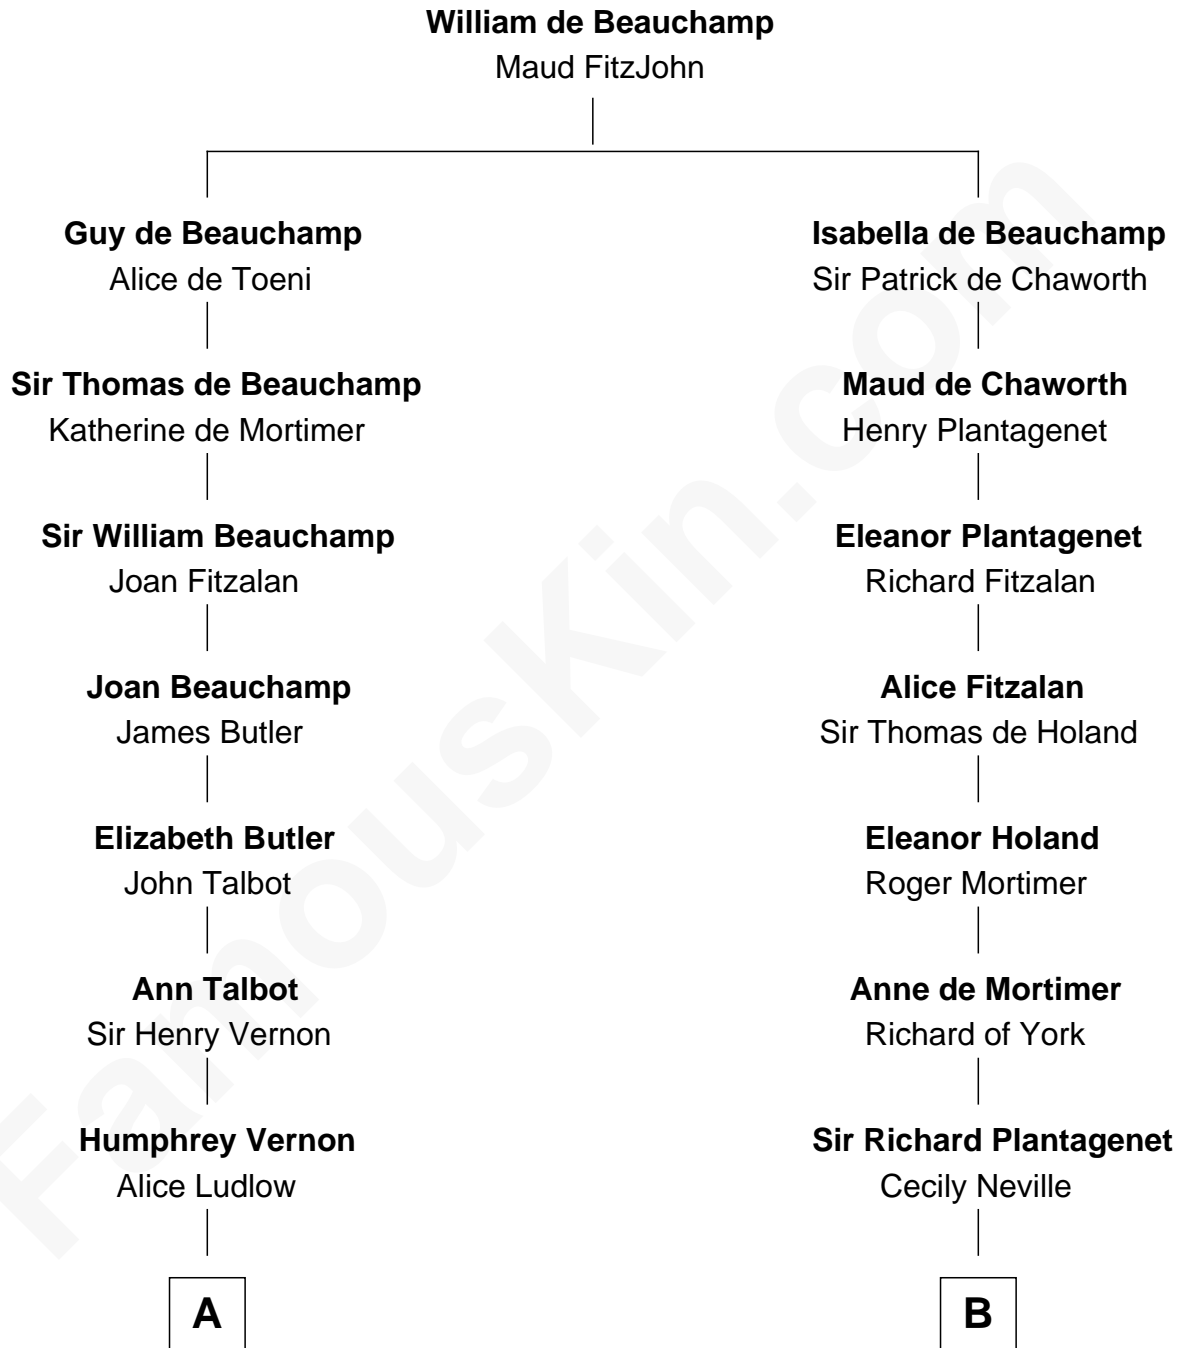 William de Beauchamp
Maud FitzJohn
Guy de Beauchamp
Alice de Toeni
Isabella de Beauchamp
Sir Patrick de Chaworth
Sir Thomas de Beauchamp
Katherine de Mortimer
Maud de Chaworth
Henry Plantagenet
Sir William Beauchamp
Joan Fitzalan
Eleanor Plantagenet
Richard Fitzalan
Joan Beauchamp
James Butler
Alice Fitzalan
Sir Thomas de Holand
Elizabeth Butler
John Talbot
Eleanor Holand
Roger Mortimer
Ann Talbot
Sir Henry Vernon
Anne de Mortimer
Richard of York
Humphrey Vernon
Alice Ludlow
Sir Richard Plantagenet
Cecily Neville
A
B
FamousKin.com